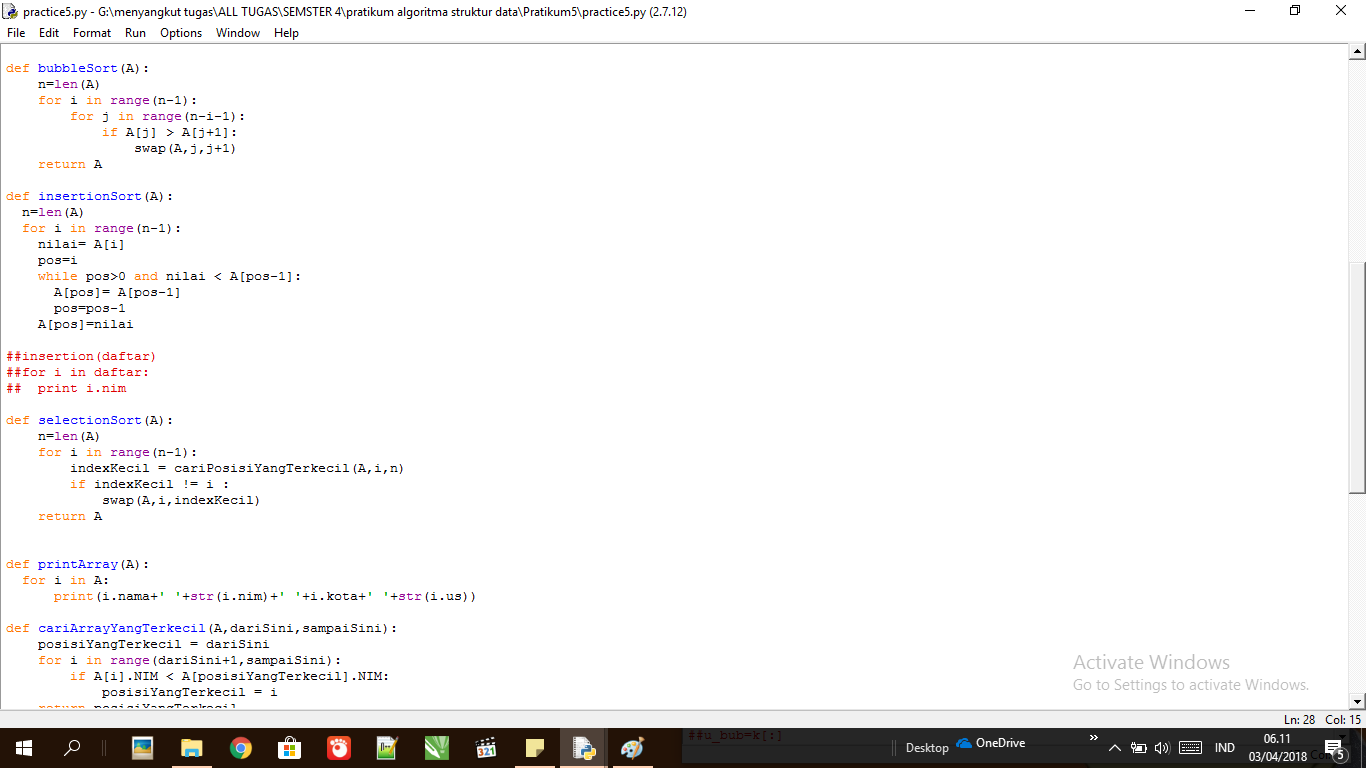 practice5.py - G:\menyangkut tugas\ALL TUGAS\SEMSTER 4\pratikum algoritma struktur data\Pratikum5\practice5.py (2.7.12)
File Edit Format Run Options Window Help
def bubbleSort(A):
    n=len(A)
    for i in range(n-1):
        for j in range(n-i-1):
            if A[j] > A[j+1]:
                swap(A,j,j+1)
    return A
def insertionSort(A):
  n=len(A)
  for i in range(n-1):
    nilai= A[i]
    pos=i
    while pos>0 and nilai < A[pos-1]:
      A[pos]= A[pos-1]
      pos=pos-1
    A[pos]=nilai
##insertion(daftar)
##for i in daftar:
##  print i.nim
def selectionSort(A):
    n=len(A)
    for i in range(n-1):
        indexKecil = cariPosisiYangTerkecil(A,i,n)
        if indexKecil != i :
            swap(A,i,indexKecil)
    return A
def printArray(A):
  for i in A:
      print(i.nama+' '+str(i.nim)+' '+i.kota+' '+str(i.us))
def cariArrayYangTerkecil(A,dariSini,sampaiSini):
    posisiYangTerkecil = dariSini
    for i in range(dariSini+1,sampaiSini):
        if A[i].NIM < A[posisiYangTerkecil].NIM:
            posisiYangTerkecil = i
    return posisiYangTerkecil
Activate Windows
Go to Settings to activate Windows.
Ln: 28 Col: 15
##u_bub=k[:]
321
Desktop
OneDrive
IND
06.11
03/04/2018
5